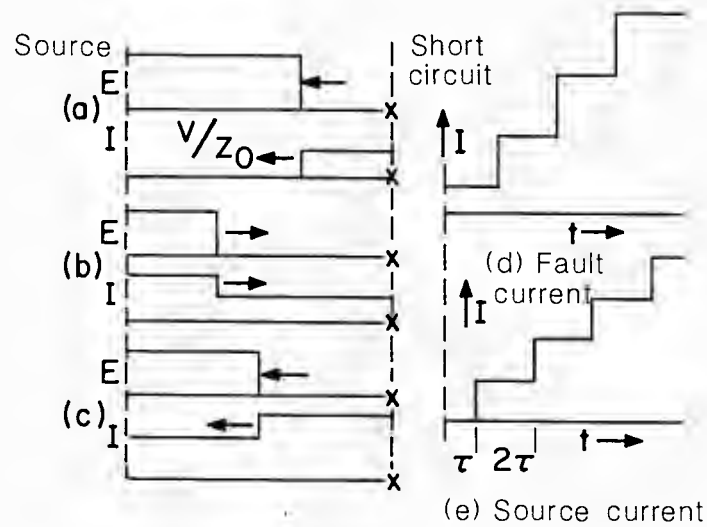 Source
Short
circuit
E
(a)
I
V/Z0
x
x
I
t
(d) Fault
current
E
(b)
I
x
x
I
E
(c)
I
x
x
τ
2τ
t
(e) Source current